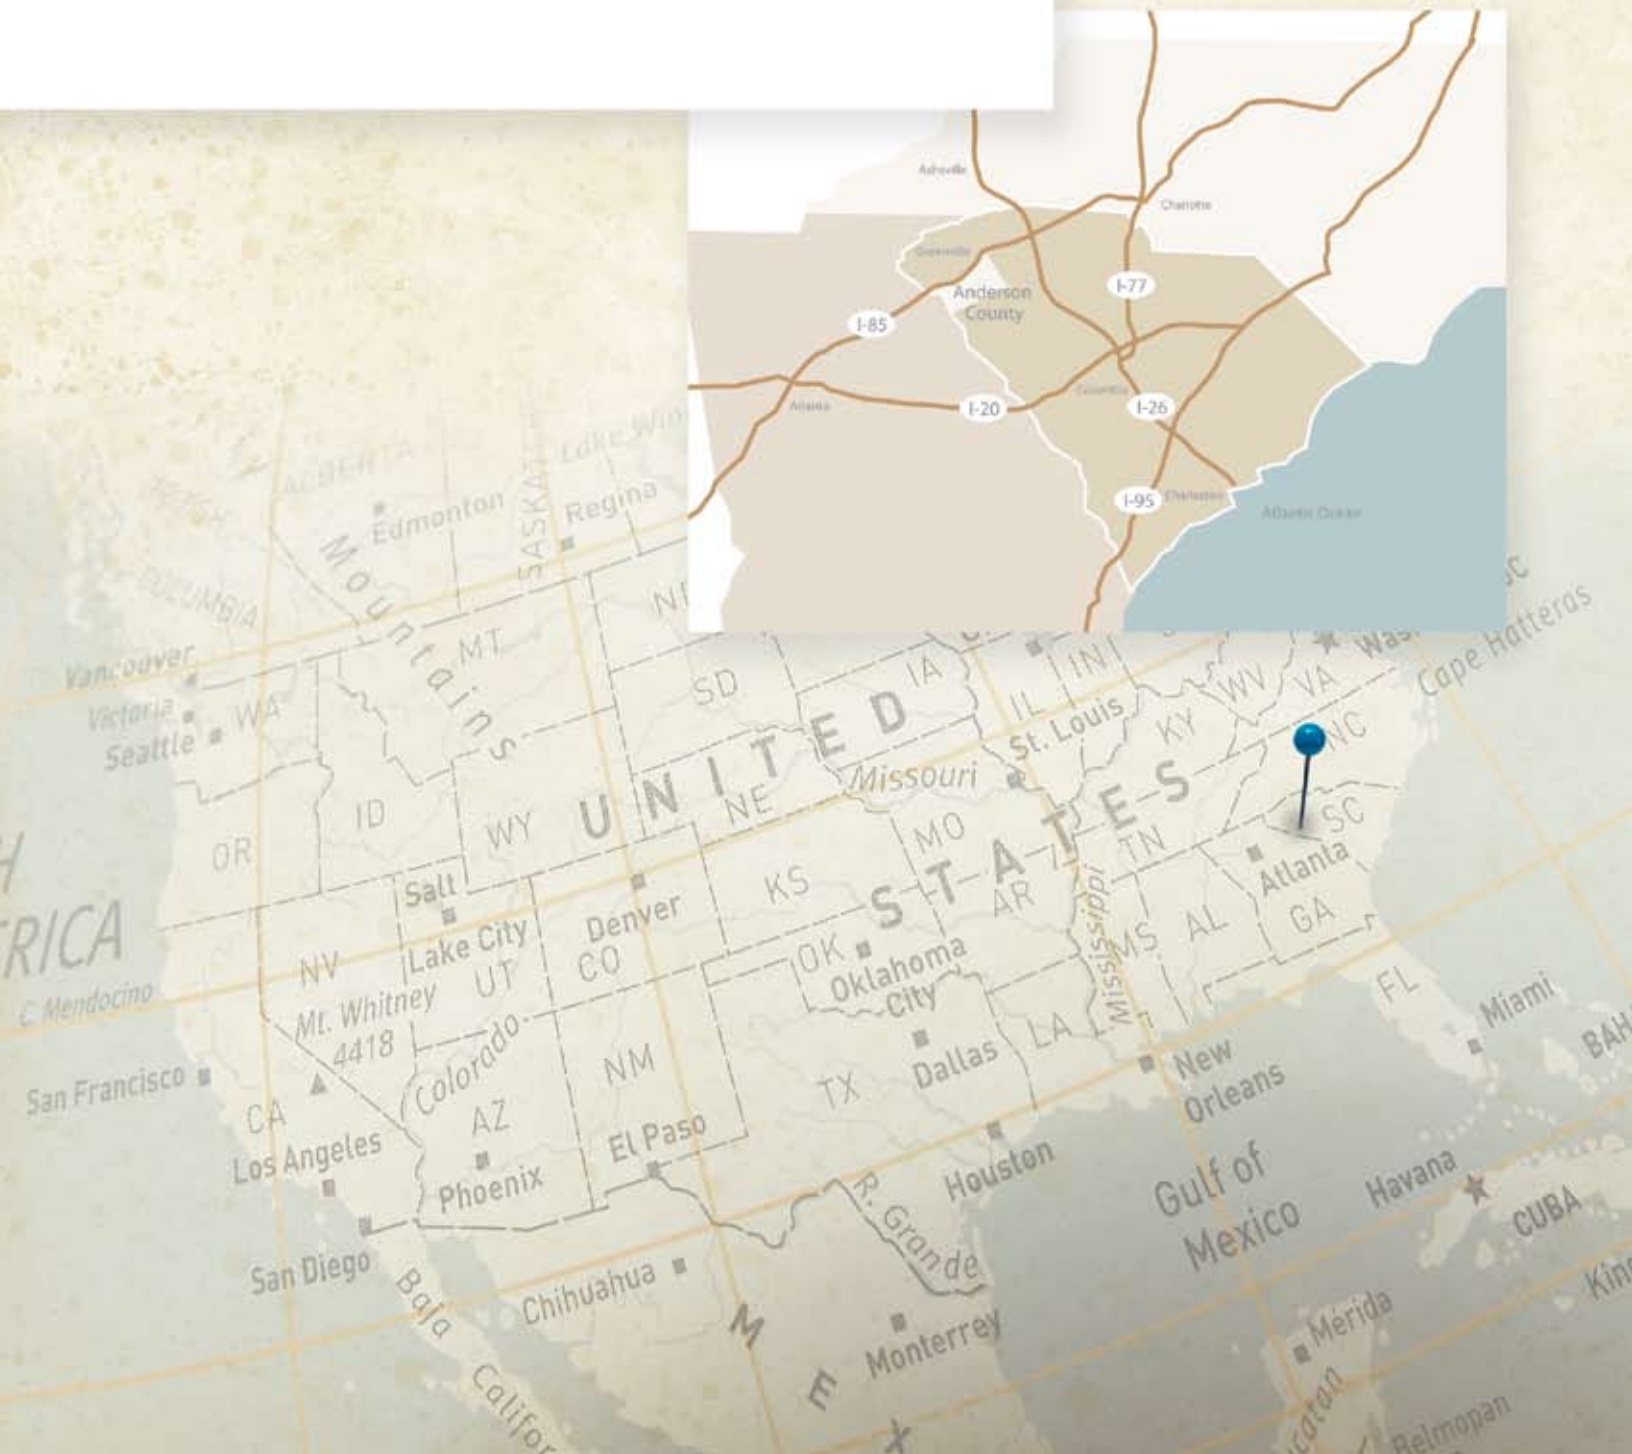 Asheville
Charlotte
Greenville
Anderson
County
I-77
I-85
Atlanta
I-20
Columbia
I-26
I-95
Charleston
Atlantic Ocean
ALBERTA
Edmonton
Regina
COLUMBIA
Mountains
Vancouver
Victoria
Seattle
WA
MT
SD
IA
IL
IN
WV
VA
Cape Hatteras
St. Louis
KY
NC
UNITED
STATES
Missouri
OR
ID
WY
NE
MO
TN
SC
Salt
Lake City
Denver
KS
AR
Mississippi
Atlanta
GA
RICA
C. Mendocino
NV
UT
CO
OK
Oklahoma
City
MS
AL
FL
Miami
Mt. Whitney
4418
Colorado
NM
Dallas
LA
New
Orleans
San Francisco
CA
AZ
TX
Los Angeles
Phoenix
El Paso
Houston
San Diego
Chihuahua
R. Grande
Gulf of
Mexico
Havana
CUBA
Baja
Califor
Monterrey
Mérida
Belmopan
M
E
X